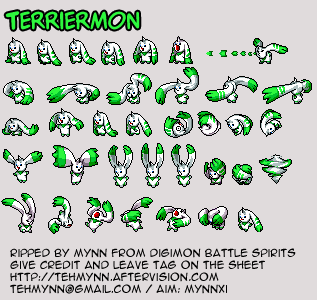 TERRIERMON
RIPPED BY MYNN FROM DIGIMON BATTLE SPIRITS
GIVE CREDIT AND LEAVE TAG ON THE SHEET
HTTP://TEHMYNN.AFTERVISION.COM
TEHMYNN@GMAIL.COM / AIM: MYNNXI